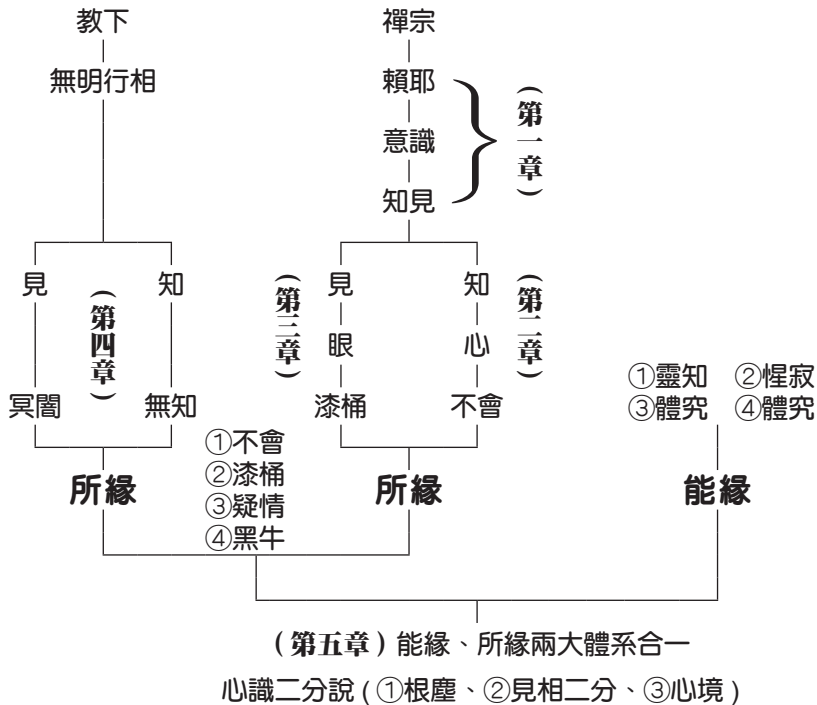 教下 禪宗
無明行相 賴耶
意識
(第一章)
知見
見 知 見 知
(第四章) (第三章) (第二章)
眼 心
冥闇 無知 漆桶 不會
①靈知 ②惺寂
③體究 ④體究
①不會
②漆桶
③疑情
④黑牛
所緣 所緣 能緣
(第五章)能緣、所緣兩大體系合一
心識二分說(①根塵、②見相二分、③心境)